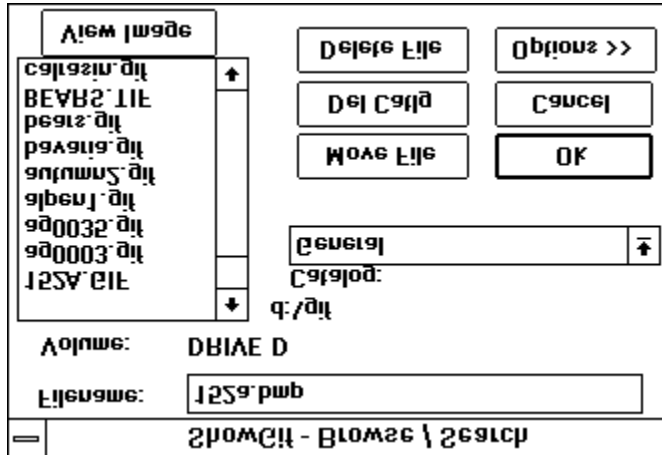 ShowGif - Browse / Search
Filename: 152a.bmp
Volume: DRIVE D
d:\gif
Catalog:
General
152A.GIF
ag0003.gif
ag0035.gif
alpen1.gif
autumn2.gif
bavaria.gif
bears.gif
BEARS.TIF
calrasin.gif
Move File
Ok
Del Catlg
Cancel
Delete File
Options >>
View Image